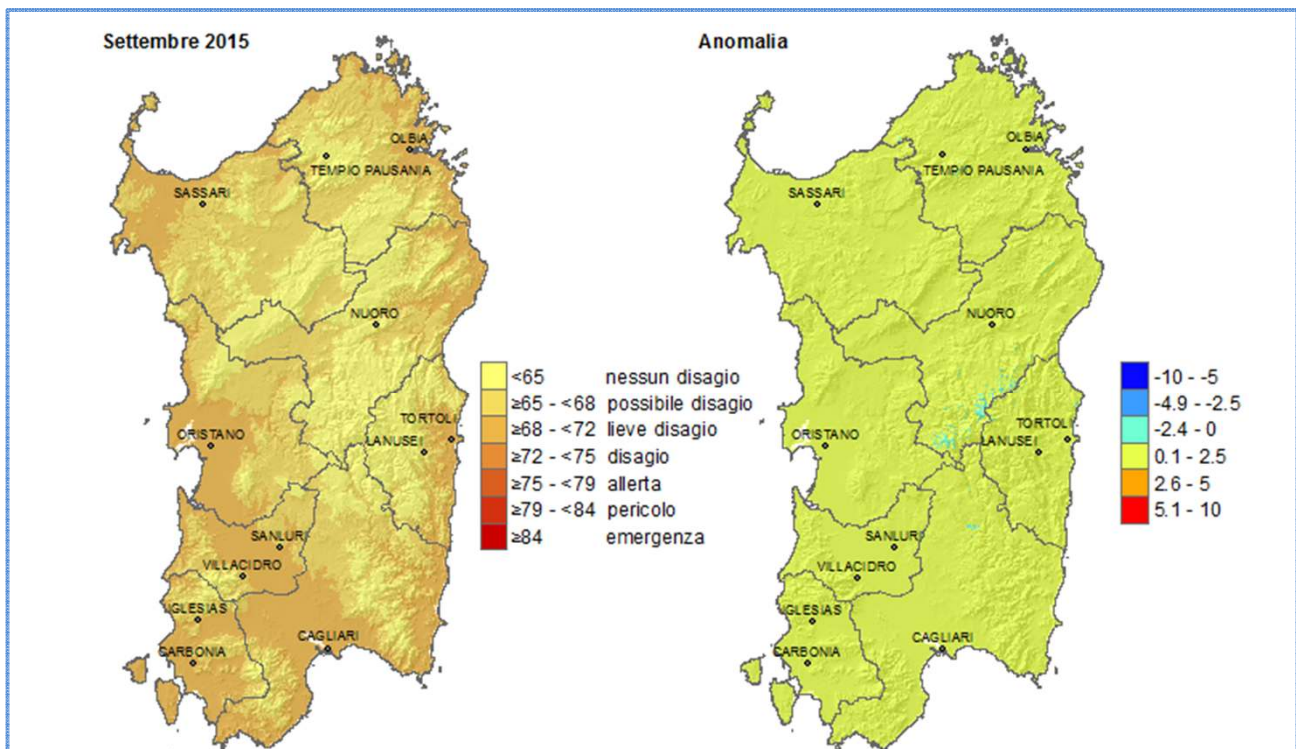 Settembre 2015
OLBIA
TEMPIO PAUSANIA
SASSARI
NUORO
TORTOLI
LANUSEI
ORISTANO
SANLURI
VILLACIDRO
IGLESIAS
CAGLIARI
CARBONIA
<65 nessun disagio
≥65 - <68 possibile disagio
≥68 - <72 lieve disagio
≥72 - <75 disagio
≥75 - <79 allerta
≥79 - <84 pericolo
≥84 emergenza
Anomalia
OLBIA
TEMPIO PAUSANIA
SASSARI
NUORO
TORTOLI
LANUSEI
ORISTANO
SANLURI
VILLACIDRO
IGLESIAS
CAGLIARI
CARBONIA
-10 - -5
-4.9 - -2.5
-2.4 - 0
0.1 - 2.5
2.6 - 5
5.1 - 10